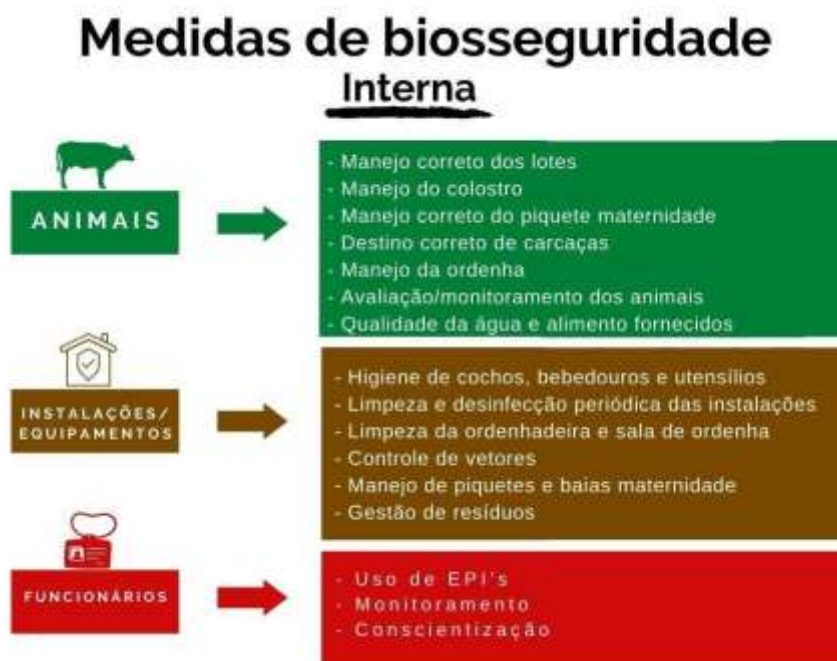 Medidas de biosseguridade
Interna
ANIMAIS
- Manejo correto dos lotes
- Manejo do colostro
- Manejo correto do piquete maternidade
- Destino correto de carcaças
- Manejo da ordenha
- Avaliação/monitoramento dos animais
- Qualidade da água e alimento fornecidos
INSTALAÇÕES/
EQUIPAMENTOS
- Higiene de cochos, bebedouros e utensílios
- Limpeza e desinfecção periódica das instalações
- Limpeza da ordenhadeira e sala de ordenha
- Controle de vetores
- Manejo de piquetes e baias maternidade
- Gestão de resíduos
FUNCIONÁRIOS
- Uso de EPI's
- Monitoramento
- Conscientização